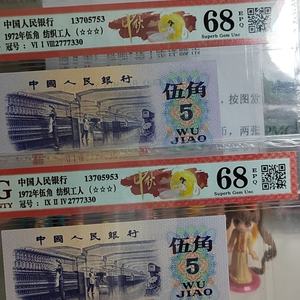 中国人民银行 13705753
1972年伍角 纺织工人 (☆☆☆)
冠号: VI I VIII2777330
68 EPQ
Superb Gem Unc
中国人民银行
伍角
5
WU
JIAO
按图
两张
中国人民银行 13705953
1972年伍角 纺织工人 (☆☆☆)
冠号: IX II IV2777330
68 EPQ
Superb Gem Unc
G
中国人民银行
伍角
5
WU
JIAO